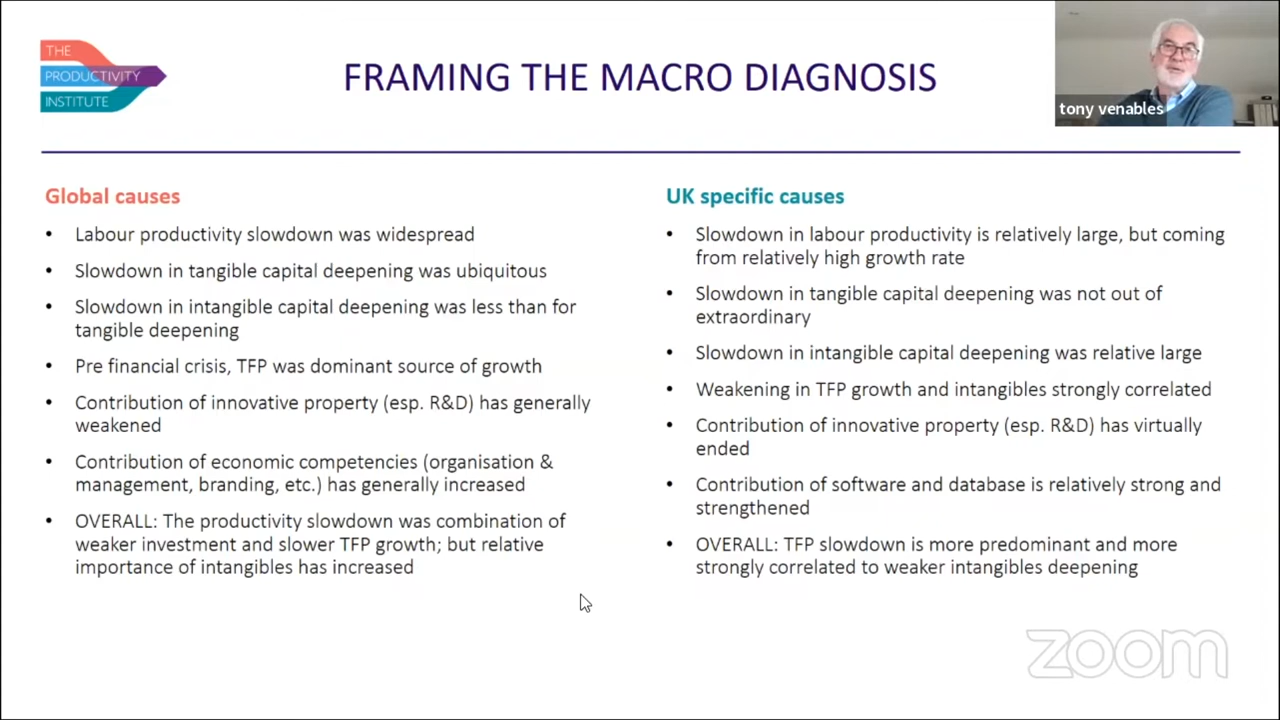 THE
PRODUCTIVITY
INSTITUTE
FRAMING THE MACRO DIAGNOSIS
tony venables
Global causes
• Labour productivity slowdown was widespread
• Slowdown in tangible capital deepening was ubiquitous
• Slowdown in intangible capital deepening was less than for
tangible deepening
• Pre financial crisis, TFP was dominant source of growth
• Contribution of innovative property (esp. R&D) has generally
weakened
• Contribution of economic competencies (organisation &
management, branding, etc.) has generally increased
• OVERALL: The productivity slowdown was combination of
weaker investment and slower TFP growth; but relative
importance of intangibles has increased
UK specific causes
• Slowdown in labour productivity is relatively large, but coming
from relatively high growth rate
• Slowdown in tangible capital deepening was not out of
extraordinary
• Slowdown in intangible capital deepening was relative large
• Weakening in TFP growth and intangibles strongly correlated
• Contribution of innovative property (esp. R&D) has virtually
ended
• Contribution of software and database is relatively strong and
strengthened
• OVERALL: TFP slowdown is more predominant and more
strongly correlated to weaker intangibles deepening
zoom